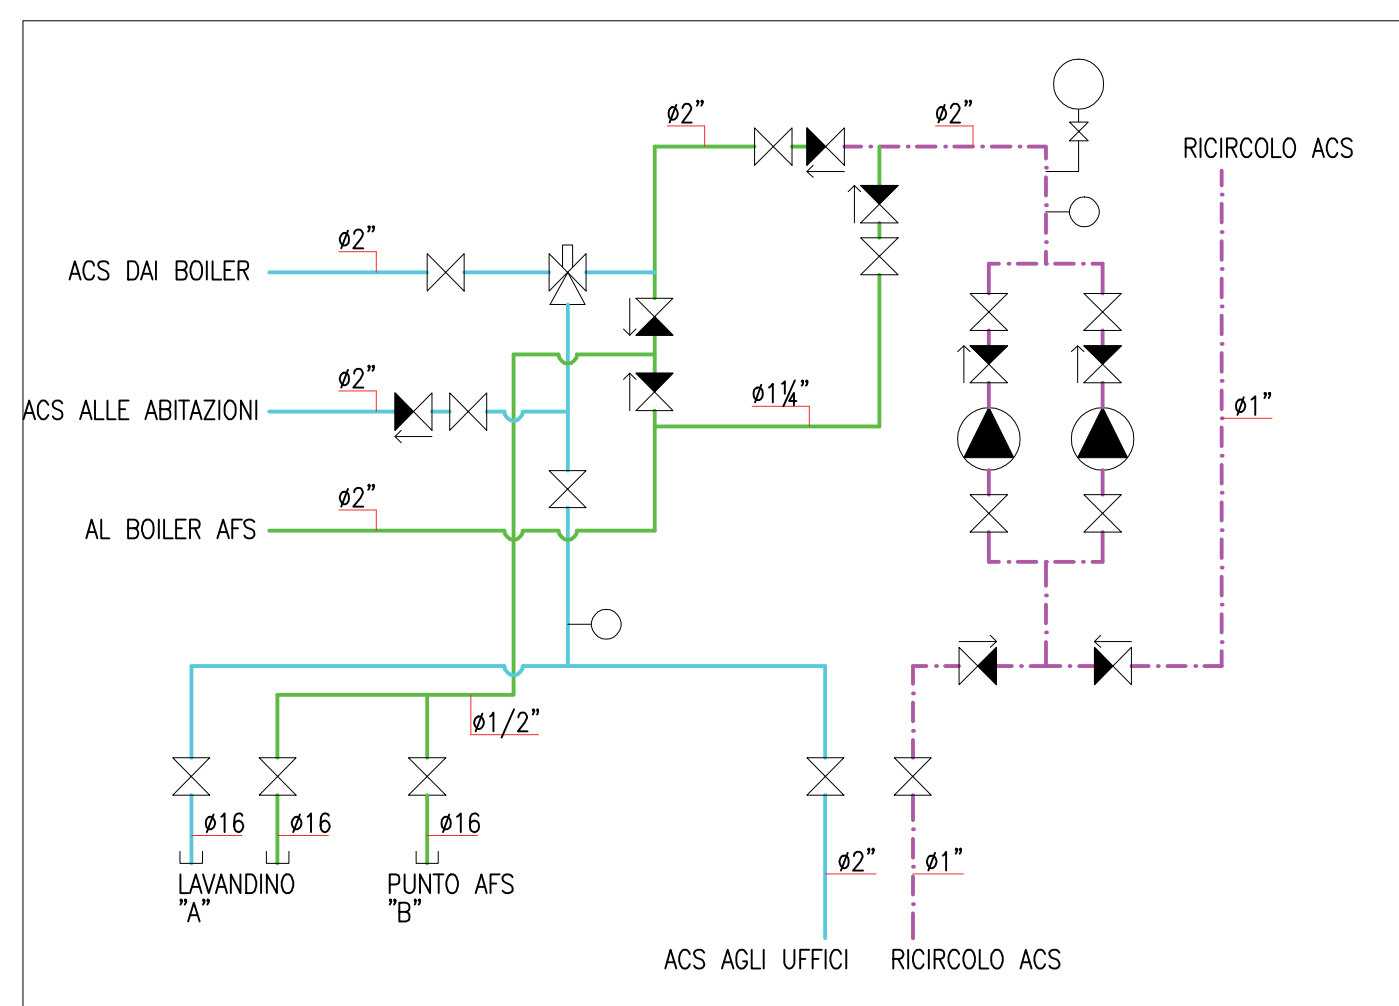 ø2”
ø2”
RICIRCOLO ACS
ø2”
ACS DAI BOILER
ø2”
ACS ALLE ABITAZIONI
ø1¼”
ø1”
ø2”
AL BOILER AFS
ø1/2”
ø16
ø16
ø16
LAVANDINO
”A”
PUNTO AFS
”B”
ø2”
ø1”
ACS AGLI UFFICI
RICIRCOLO ACS